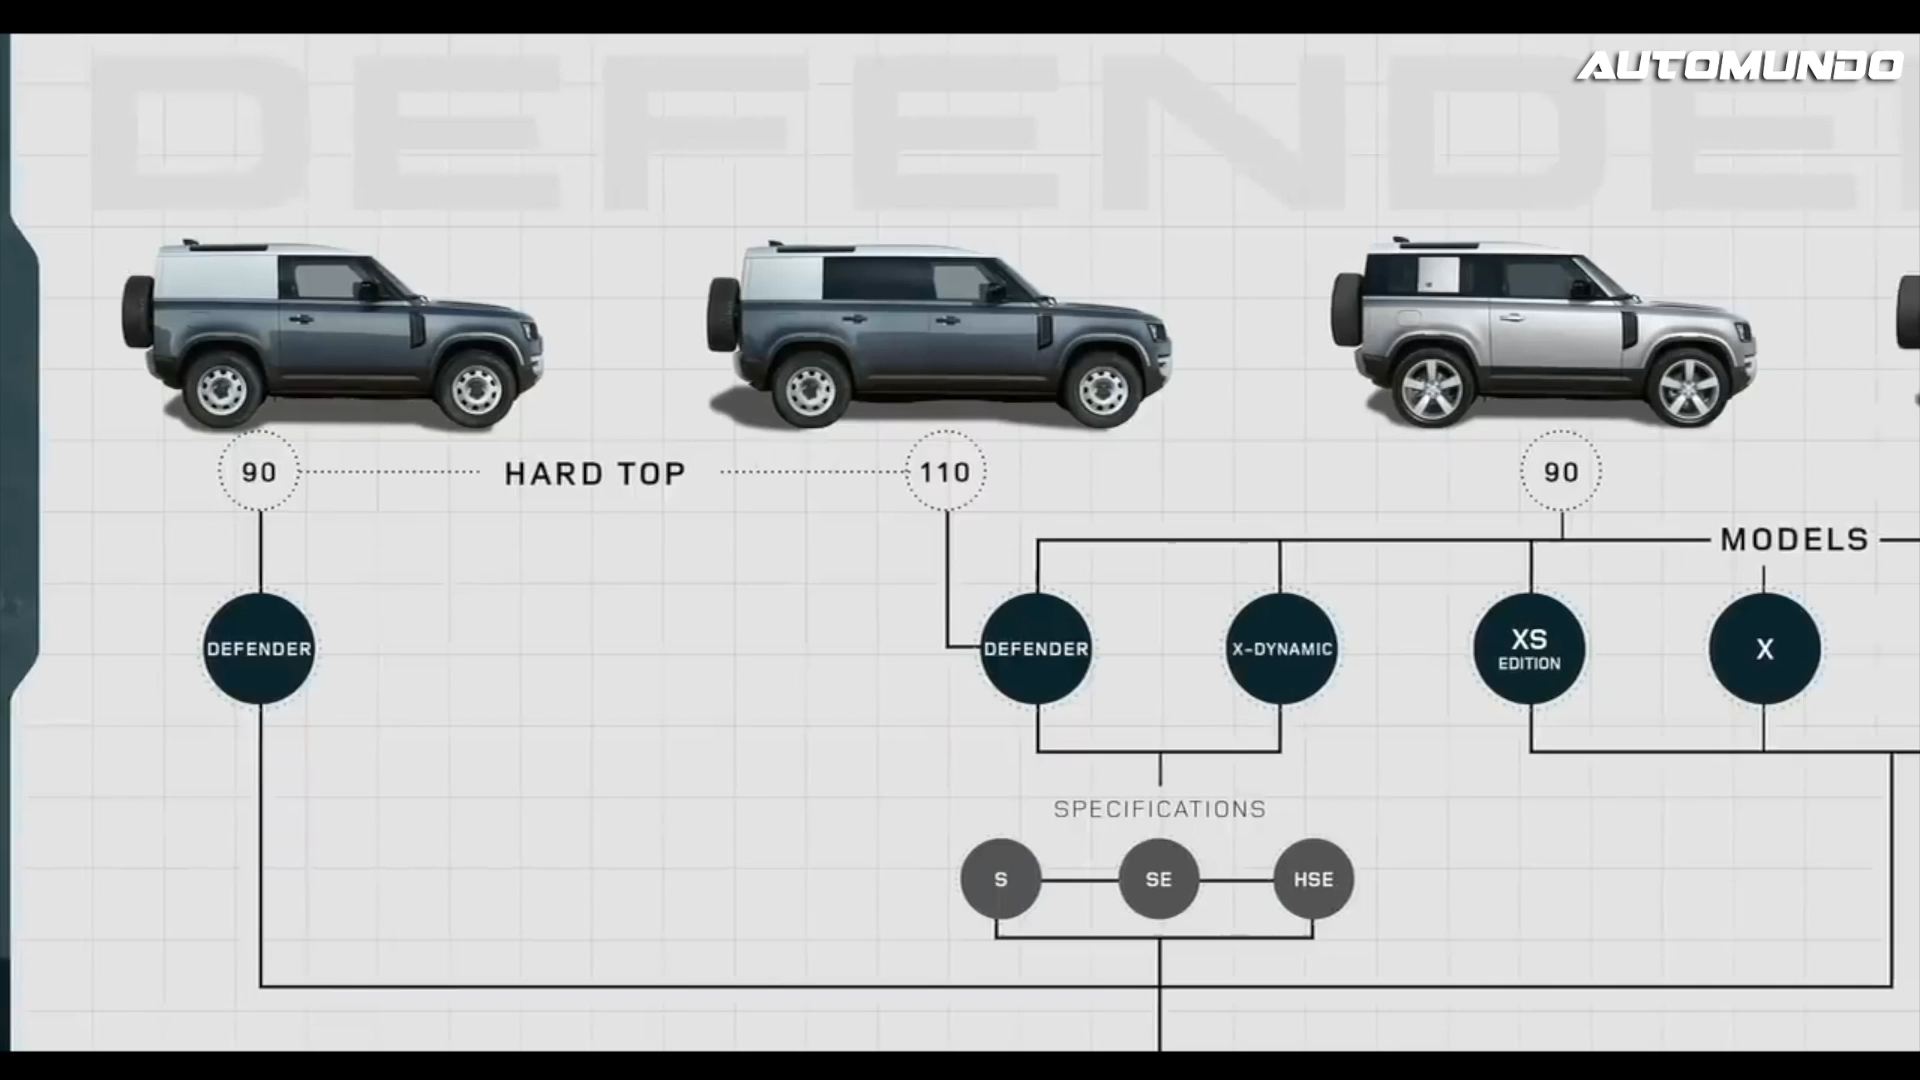 DEFENDE
AUTOMUNDO
90
HARD TOP
110
90
MODELS
DEFENDER
DEFENDER
X-DYNAMIC
XS
EDITION
X
SPECIFICATIONS
S
SE
HSE